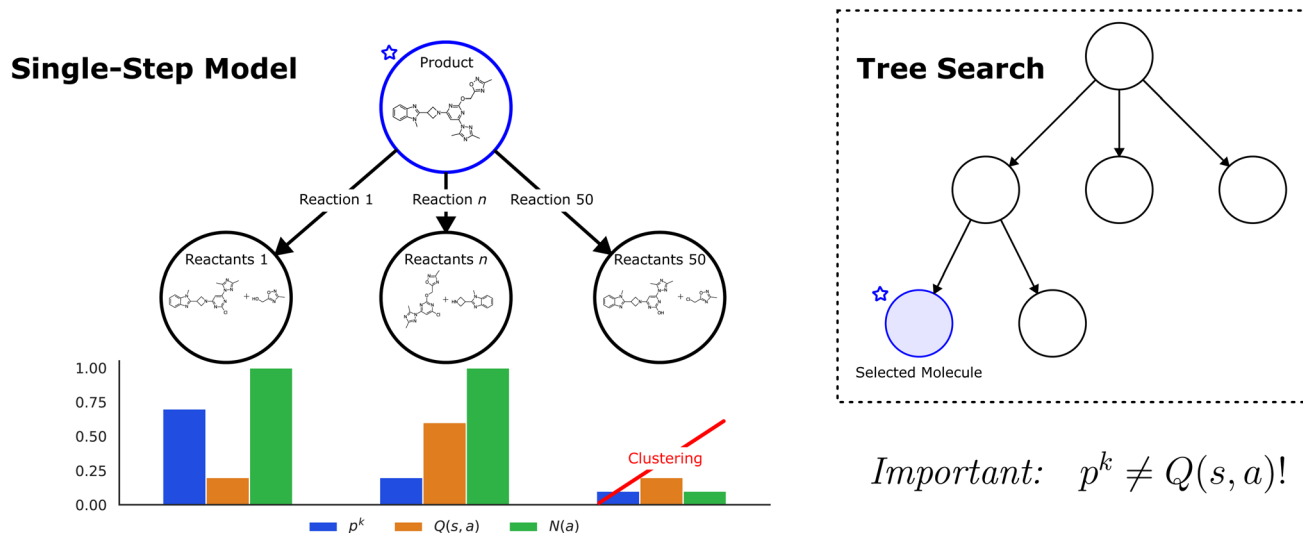 Single-Step Model
Product
Reaction 1
Reaction n
Reaction 50
Reactants 1
Reactants n
Reactants 50
1.00
0.75
0.50
0.25
0.00
Clustering
p^k
Q(s, a)
N(a)
Tree Search
Selected Molecule
Important: p^k ≠ Q(s, a)!